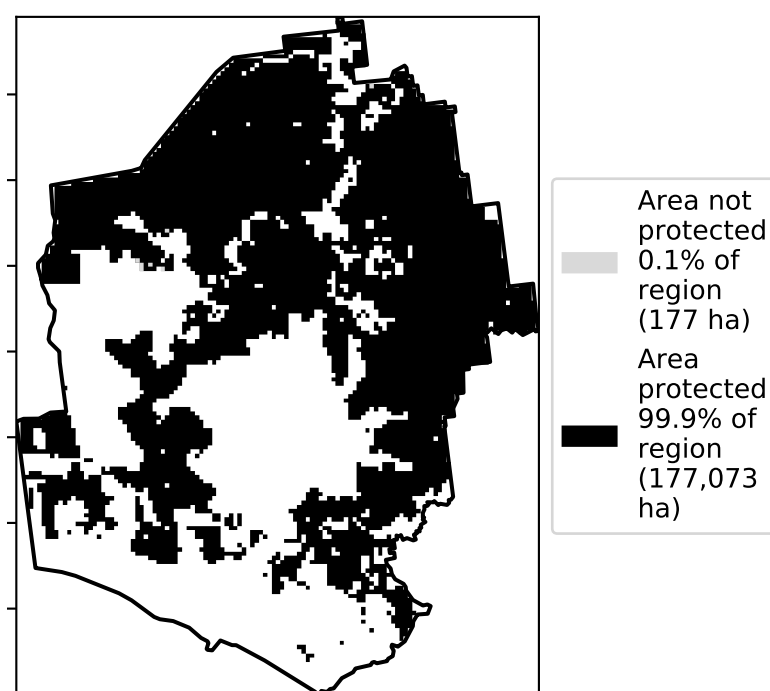 Area not
protected
0.1% of
region
(177 ha)
Area
protected
99.9% of
region
(177,073
ha)